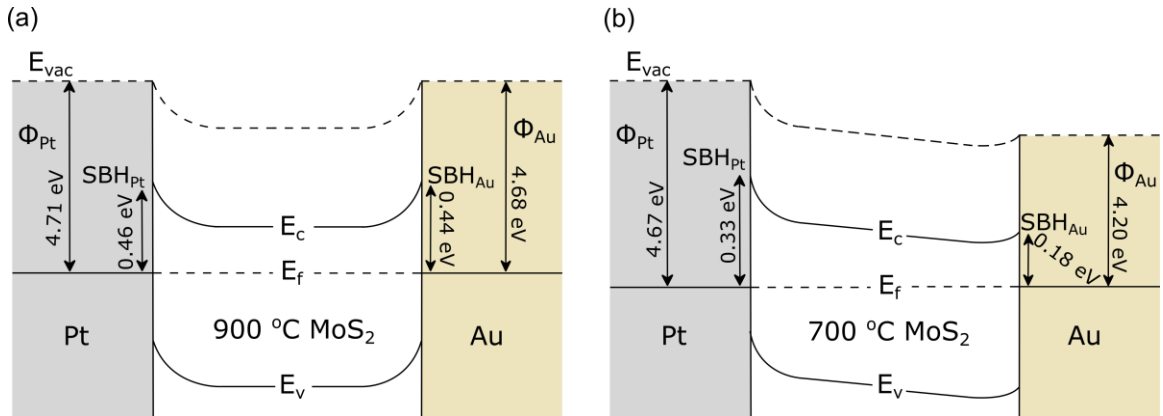 (a)
E_vac
Φ_Pt
4.71 eV
SBH_Pt
0.46 eV
E_c
E_f
E_v
900 °C MoS₂
Pt
SBH_Au
0.44 eV
Φ_Au
4.68 eV
Au
(b)
E_vac
Φ_Pt
4.67 eV
SBH_Pt
0.33 eV
E_c
E_f
E_v
700 °C MoS₂
Pt
SBH_Au
0.18 eV
Φ_Au
4.20 eV
Au